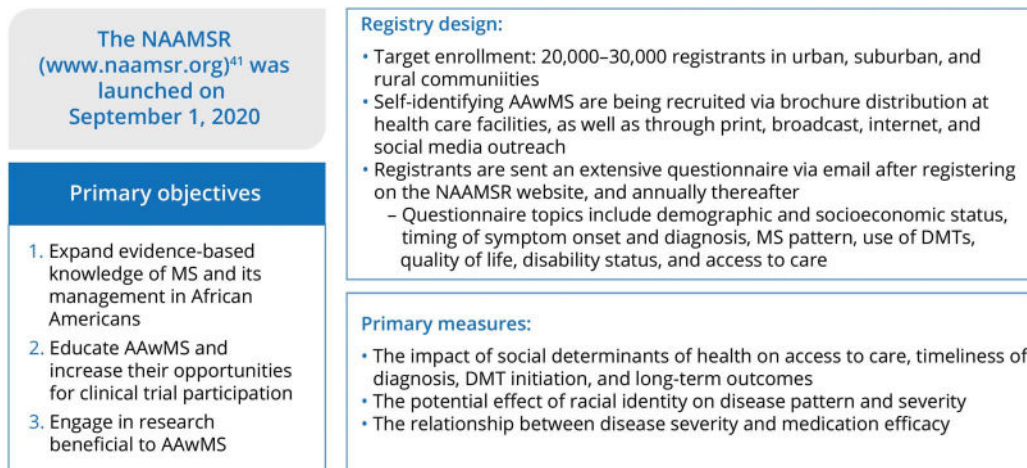 The NAAMSR
(www.naamsr.org)41 was
launched on
September 1, 2020
Primary objectives
1. Expand evidence-based
knowledge of MS and its
management in African
Americans
2. Educate AAwMS and
increase their opportunities
for clinical trial participation
3. Engage in research
beneficial to AAwMS
Registry design:
• Target enrollment: 20,000–30,000 registrants in urban, suburban, and
rural communiities
• Self-identifying AAwMS are being recruited via brochure distribution at
health care facilities, as well as through print, broadcast, internet, and
social media outreach
• Registrants are sent an extensive questionnaire via email after registering
on the NAAMSR website, and annually thereafter
– Questionnaire topics include demographic and socioeconomic status,
timing of symptom onset and diagnosis, MS pattern, use of DMTs,
quality of life, disability status, and access to care
Primary measures:
• The impact of social determinants of health on access to care, timeliness of
diagnosis, DMT initiation, and long-term outcomes
• The potential effect of racial identity on disease pattern and severity
• The relationship between disease severity and medication efficacy